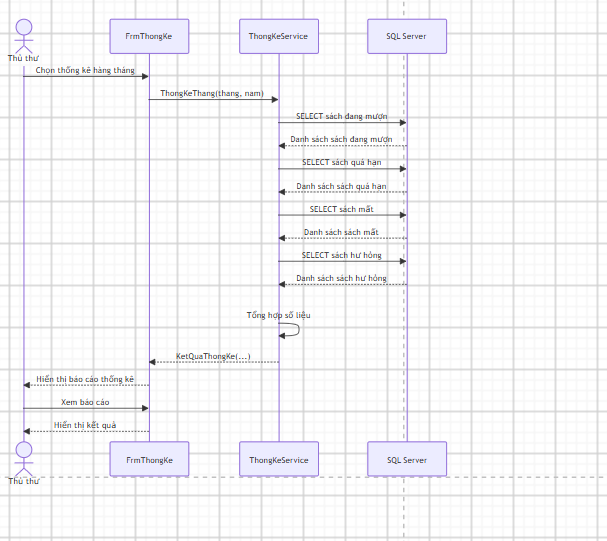 Thủ thư
FrmThongKe
ThongKeService
SQL Server
Chọn thống kê hàng tháng
ThongKeThang(thang, nam)
SELECT sách đang mượn
Danh sách sách đang mượn
SELECT sách quá hạn
Danh sách sách quá hạn
SELECT sách mất
Danh sách sách mất
SELECT sách hư hỏng
Danh sách sách hư hỏng
Tổng hợp số liệu
KetQuaThongKe(...)
Hiển thị báo cáo thống kê
Xem báo cáo
Hiển thị kết quả
Thủ thư
FrmThongKe
ThongKeService
SQL Server